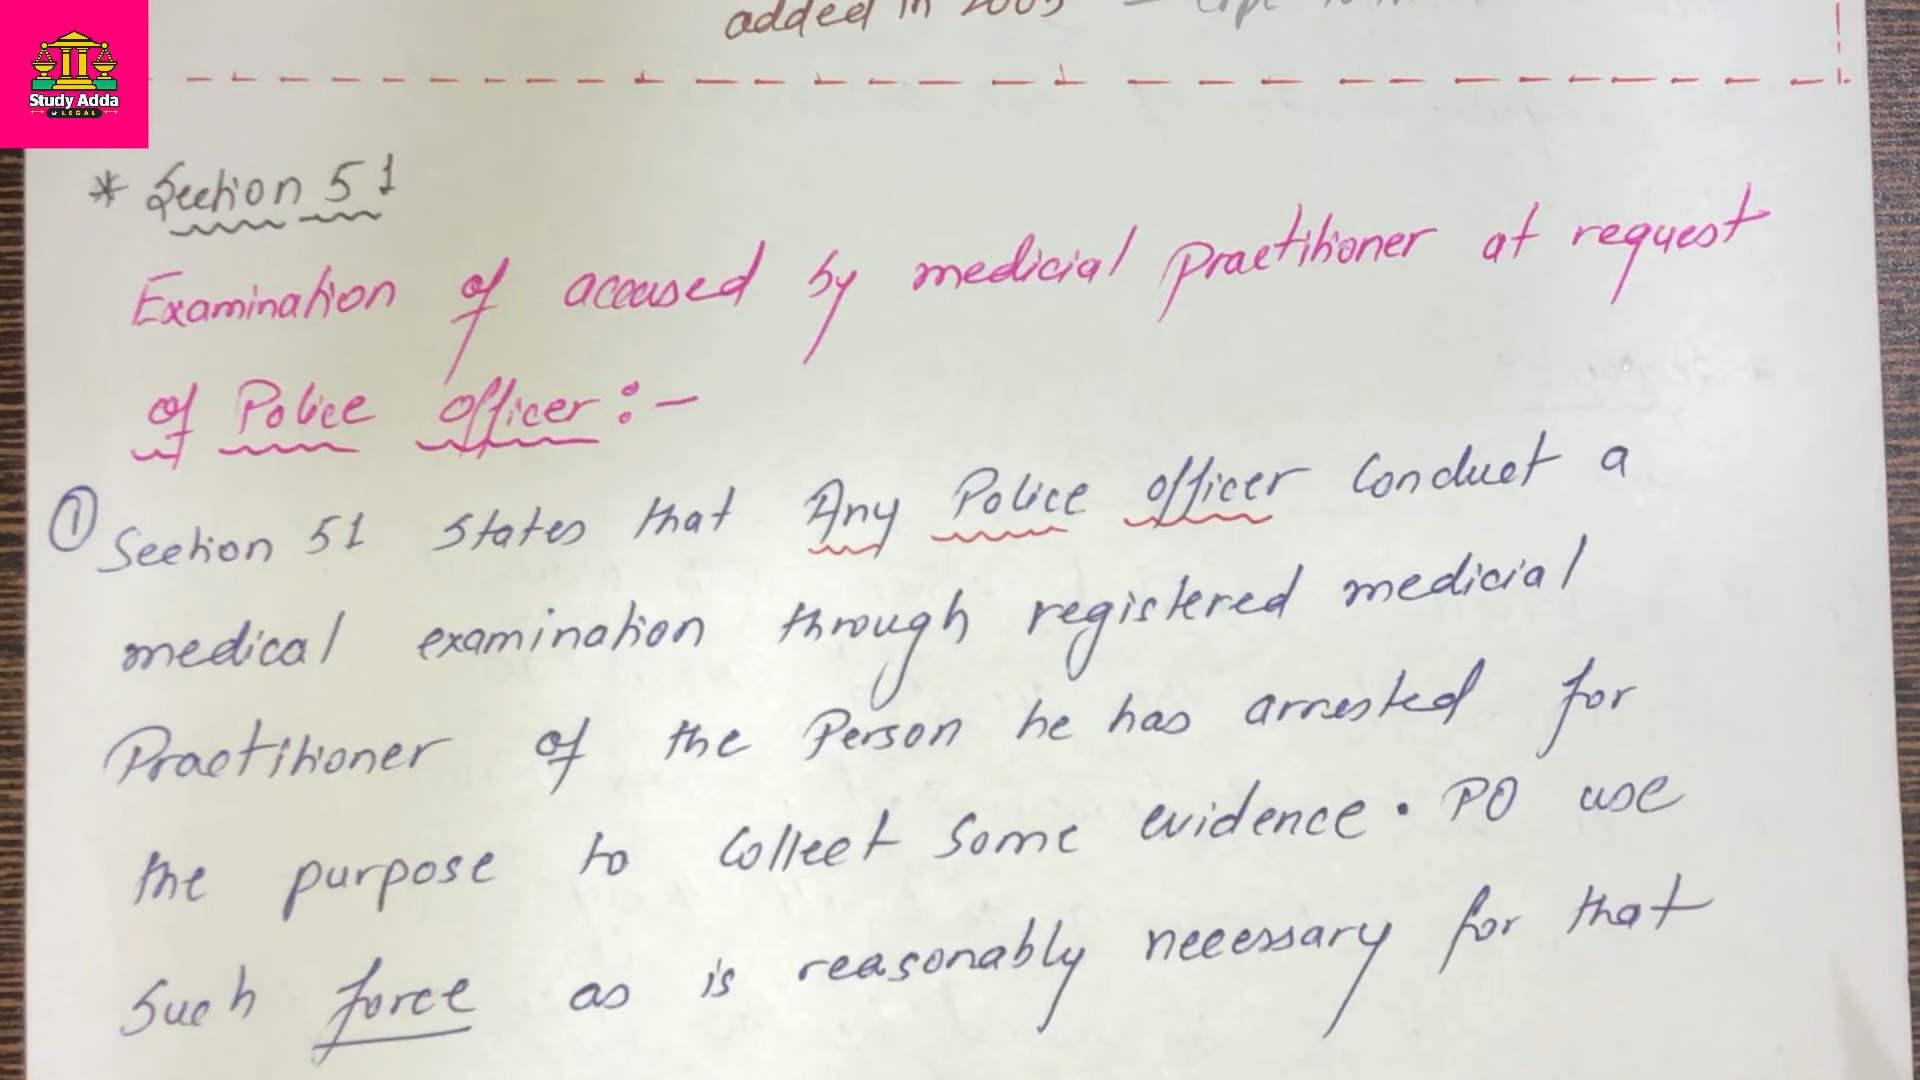 added in 2005 -
Study Adda
LEGAL
* Section 51
Examination of accused by medicial Practitioner at request
of Police officer :-
① Section 51 States that Any Police officer Conduct a
medical examination through registered medicial
Practitioner of the Person he has arrested for
the purpose to Collect Some evidence. PO use
Such force as is reasonably necessary for that